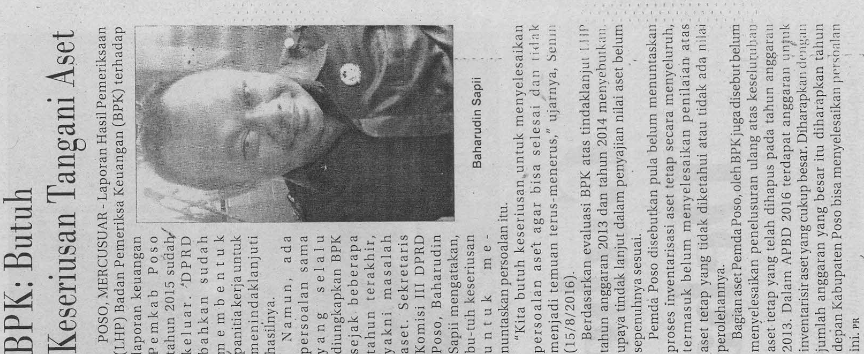 BPK: Butuh
Keseriusan Tangani Aset
POSO, MERCUSUAR - Laporan Hasil Pemeriksaan
(LHP) Badan Pemeriksa Keuangan (BPK) terhadap
laporan keuangan
Pemkab Poso
tahun 2015 sudah
keluar. DPRD
bahkan sudah
membentuk
panitia kerja untuk
menindaklanjuti
hasilnya.
Namun, ada
persoalan sama
yang selalu
diungkapkan BPK
sejak beberapa
tahun terakhir,
yakni masalah
aset. Sekretaris
Komisi III DPRD
Poso, Baharudin
Sapii mengatakan,
bu-tuh keseriusan
untuk me-
nuntaskan persoalan itu.
Baharudin Sapii
"Kita butuh keseriusan untuk menyelesaikan
persoalan aset agar bisa selesai dan tidak
menjadi temuan terus-menerus," ujarnya, Senin
(15/8/2016).
Berdasarkan evaluasi BPK atas tindaklanjut LHP
tahun anggaran 2013 dan tahun 2014 menyebutkan,
upaya tindak lanjut dalam penyajian nilai aset belum
sepenuhnya sesuai.
Pemda Poso disebutkan pula belum menuntaskan
proses inventarisasi aset tetap secara menyeluruh,
termasuk belum menyelesaikan penilaian atas
aset tetap yang tidak diketahui atau tidak ada nilai
perolehannya.
Bagian aset Pemda Poso, oleh BPK juga disebut belum
menyelesaikan penelusuran ulang atas keseluruhan
aset tetap yang telah dihapus pada tahun anggaran
2013. Dalam APBD 2016 terdapat anggaran untuk
inventarisir aset yang cukup besar. Diharapkan dengan
jumlah anggaran yang besar itu diharapkan tahun
depan Kabupaten Poso bisa menyelesaikan persoalan
ini. PR